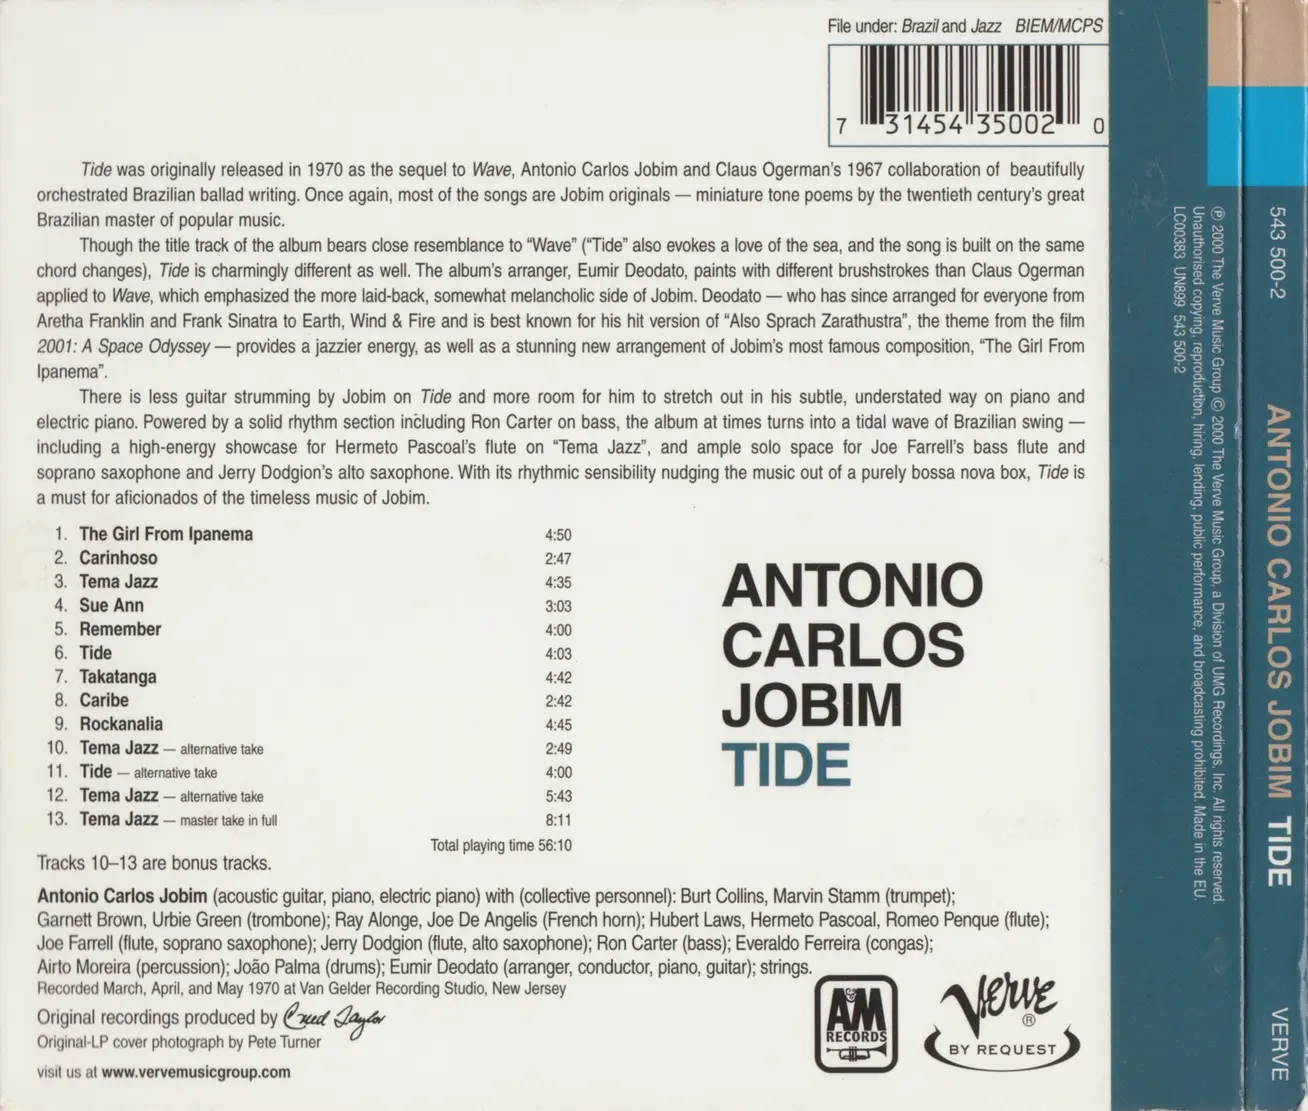 File under: Brazil and Jazz BIEM/MCPS
7 31454 35002 0
Tide was originally released in 1970 as the sequel to Wave, Antonio Carlos Jobim and Claus Ogerman's 1967 collaboration of beautifully
orchestrated Brazilian ballad writing. Once again, most of the songs are Jobim originals — miniature tone poems by the twentieth century's great
Brazilian master of popular music.
Though the title track of the album bears close resemblance to “Wave” (“Tide” also evokes a love of the sea, and the song is built on the same
chord changes), Tide is charmingly different as well. The album's arranger, Eumir Deodato, paints with different brushstrokes than Claus Ogerman
applied to Wave, which emphasized the more laid-back, somewhat melancholic side of Jobim. Deodato — who has since arranged for everyone from
Aretha Franklin and Frank Sinatra to Earth, Wind & Fire and is best known for his hit version of “Also Sprach Zarathustra”, the theme from the film
2001: A Space Odyssey — provides a jazzier energy, as well as a stunning new arrangement of Jobim's most famous composition, “The Girl From
Ipanema”.
There is less guitar strumming by Jobim on Tide and more room for him to stretch out in his subtle, understated way on piano and
electric piano. Powered by a solid rhythm section including Ron Carter on bass, the album at times turns into a tidal wave of Brazilian swing —
including a high-energy showcase for Hermeto Pascoal's flute on “Tema Jazz”, and ample solo space for Joe Farrell's bass flute and
soprano saxophone and Jerry Dodgion's alto saxophone. With its rhythmic sensibility nudging the music out of a purely bossa nova box, Tide is
a must for aficionados of the timeless music of Jobim.
1. The Girl From Ipanema 4:50
2. Carinhoso 2:47
3. Tema Jazz 4:35
4. Sue Ann 3:03
5. Remember 4:00
6. Tide 4:03
7. Takatanga 4:42
8. Caribe 2:42
9. Rockanalia 4:45
10. Tema Jazz — alternative take 2:49
11. Tide — alternative take 4:00
12. Tema Jazz — alternative take 5:43
13. Tema Jazz — master take in full 8:11
Total playing time 56:10
Tracks 10–13 are bonus tracks.
ANTONIO
CARLOS
JOBIM
TIDE
Antonio Carlos Jobim (acoustic guitar, piano, electric piano) with (collective personnel): Burt Collins, Marvin Stamm (trumpet);
Garnett Brown, Urbie Green (trombone); Ray Alonge, Joe De Angelis (French horn); Hubert Laws, Hermeto Pascoal, Romeo Penque (flute);
Joe Farrell (flute, soprano saxophone); Jerry Dodgion (flute, alto saxophone); Ron Carter (bass); Everaldo Ferreira (congas);
Airto Moreira (percussion); João Palma (drums); Eumir Deodato (arranger, conductor, piano, guitar); strings.
Recorded March, April, and May 1970 at Van Gelder Recording Studio, New Jersey
Original recordings produced by Creed Taylor
Original-LP cover photograph by Pete Turner
visit us at www.vervemusicgroup.com
A&M
RECORDS
Verve ®
BY REQUEST
℗ 2000 The Verve Music Group © 2000 The Verve Music Group, a Division of UMG Recordings, Inc. All rights reserved.
Unauthorised copying, reproduction, hiring, lending, public performance, and broadcasting prohibited. Made in the EU.
LC00383 UN899 543 500-2
543 500-2 ANTONIO CARLOS JOBIM TIDE VERVE